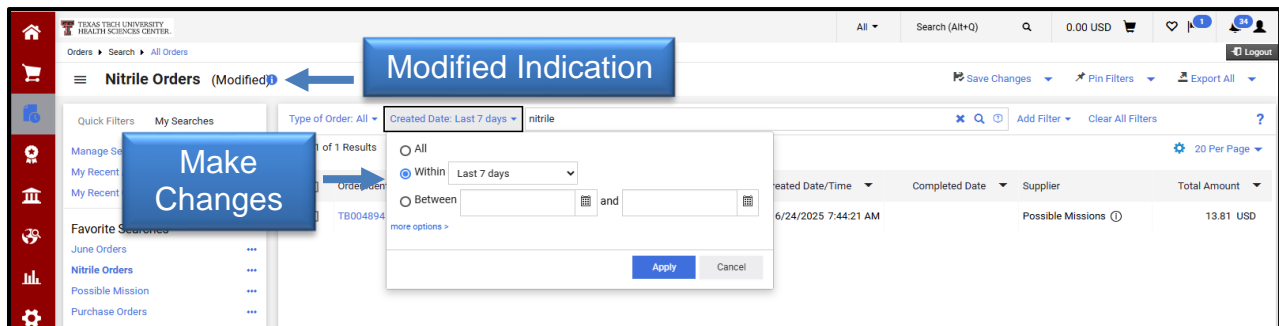 TEXAS TECH UNIVERSITY
HEALTH SCIENCES CENTER.
All
Search (Alt+Q)
0.00 USD
1
34
Orders Search All Orders
Logout
Nitrile Orders (Modified)
Modified Indication
Save Changes
Pin Filters
Export All
Quick Filters My Searches
Type of Order: All
Created Date: Last 7 days
nitrile
Add Filter
Clear All Filters
?
Manage Se
of 1 Results
20 Per Page
My Recent
My Recent
Make
Changes
All
Within Last 7 days
Between and
more options >
Apply Cancel
Order Iden
reated Date/Time
Completed Date
Supplier
Total Amount
TB004894
6/24/2025 7:44:21 AM
Possible Missions
13.81 USD
Favorite Searches
June Orders
Nitrile Orders
Possible Mission
Purchase Orders